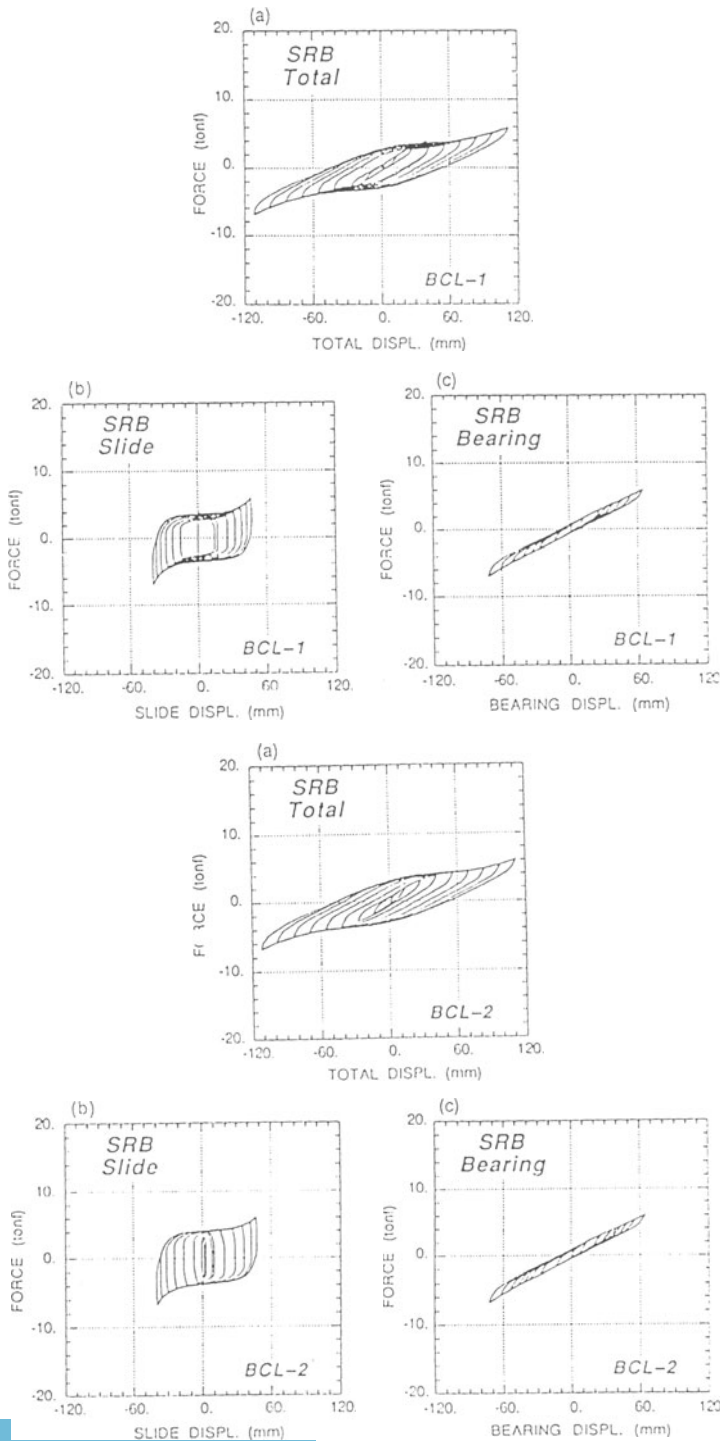 (a)
SRB
Total
20.
10.
0.
-10.
-20.
FORCE (tonf)
BCL-1
-120.
-60.
0.
60.
120.
TOTAL DISPL. (mm)
(b)
SRB
Slide
20.
10.
0.
-10.
-20.
FORCE (tonf)
BCL-1
-120.
-60.
0.
60.
120.
SLIDE DISPL. (mm)
(c)
SRB
Bearing
20.
10.
0.
-10.
-20.
FORCE (tonf)
BCL-1
-120.
-60.
0.
60.
120
BEARING DISPL. (mm)
(a)
SRB
Total
20.
10.
0.
-10.
-20.
(tonf)
BCL-2
-120.
-60.
0.
60.
120.
TOTAL DISPL. (mm)
(b)
SRB
Slide
20.
10.
0.
-10.
-20.
FORCE (tonf)
BCL-2
-120.
-60.
0.
60.
120.
SLIDE DISPL. (mm)
(c)
SRB
Bearing
20.
10.
0.
-10.
-20.
FORCE (tonf)
BCL-2
-120.
-60.
0.
60.
120
BEARING DISPL. (mm)